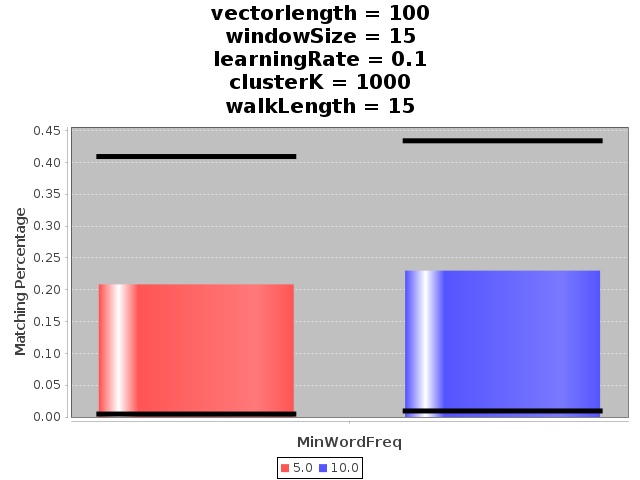 vectorlength = 100
windowSize = 15
learningRate = 0.1
clusterK = 1000
walkLength = 15
0.45
0.40
0.35
0.30
0.25
0.20
0.15
0.10
0.05
0.00
Matching Percentage
MinWordFreq
5.0 10.0